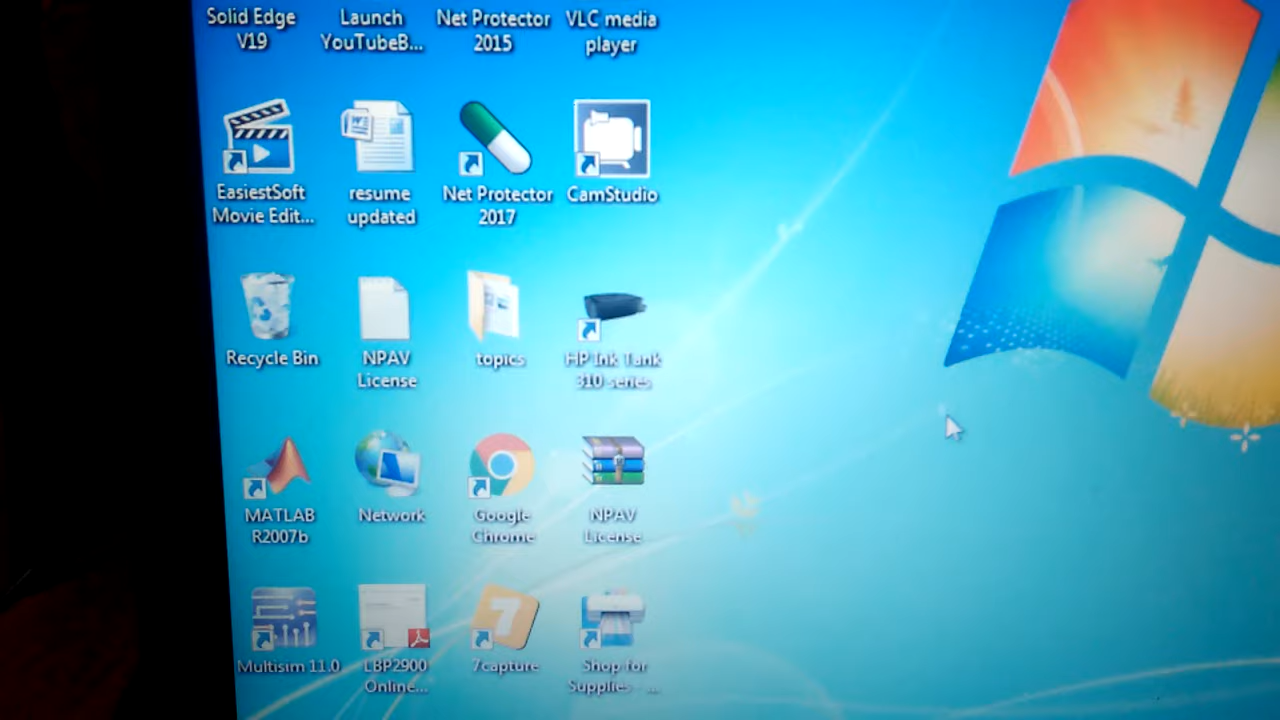 Solid Edge
V19
Launch
YouTubeB...
Net Protector
2015
VLC media
player
EasiestSoft
Movie Edit...
resume
updated
Net Protector
2017
CamStudio
Recycle Bin
NPAV
License
topics
HP Ink Tank
310 series
MATLAB
R2007b
Network
Google
Chrome
NPAV
License
Multisim 11.0
LBP2900
Online...
7
7capture
Shop for
Supplies - ...